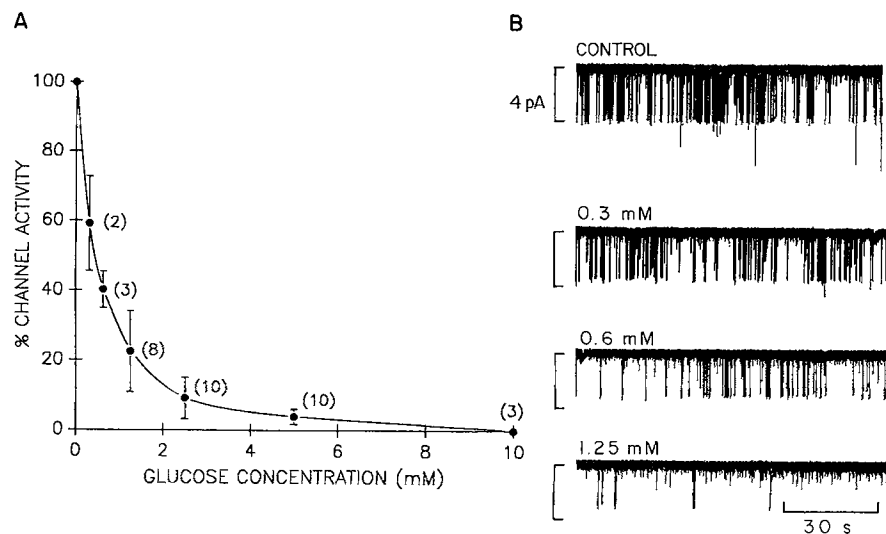 A
100
80
60
40
20
0
% CHANNEL ACTIVITY
(2)
(3)
(8)
(10)
(10)
(3)
0 2 4 6 8 10
GLUCOSE CONCENTRATION (mM)
B
CONTROL
4 pA
0.3 mM
0.6 mM
1.25 mM
30 s